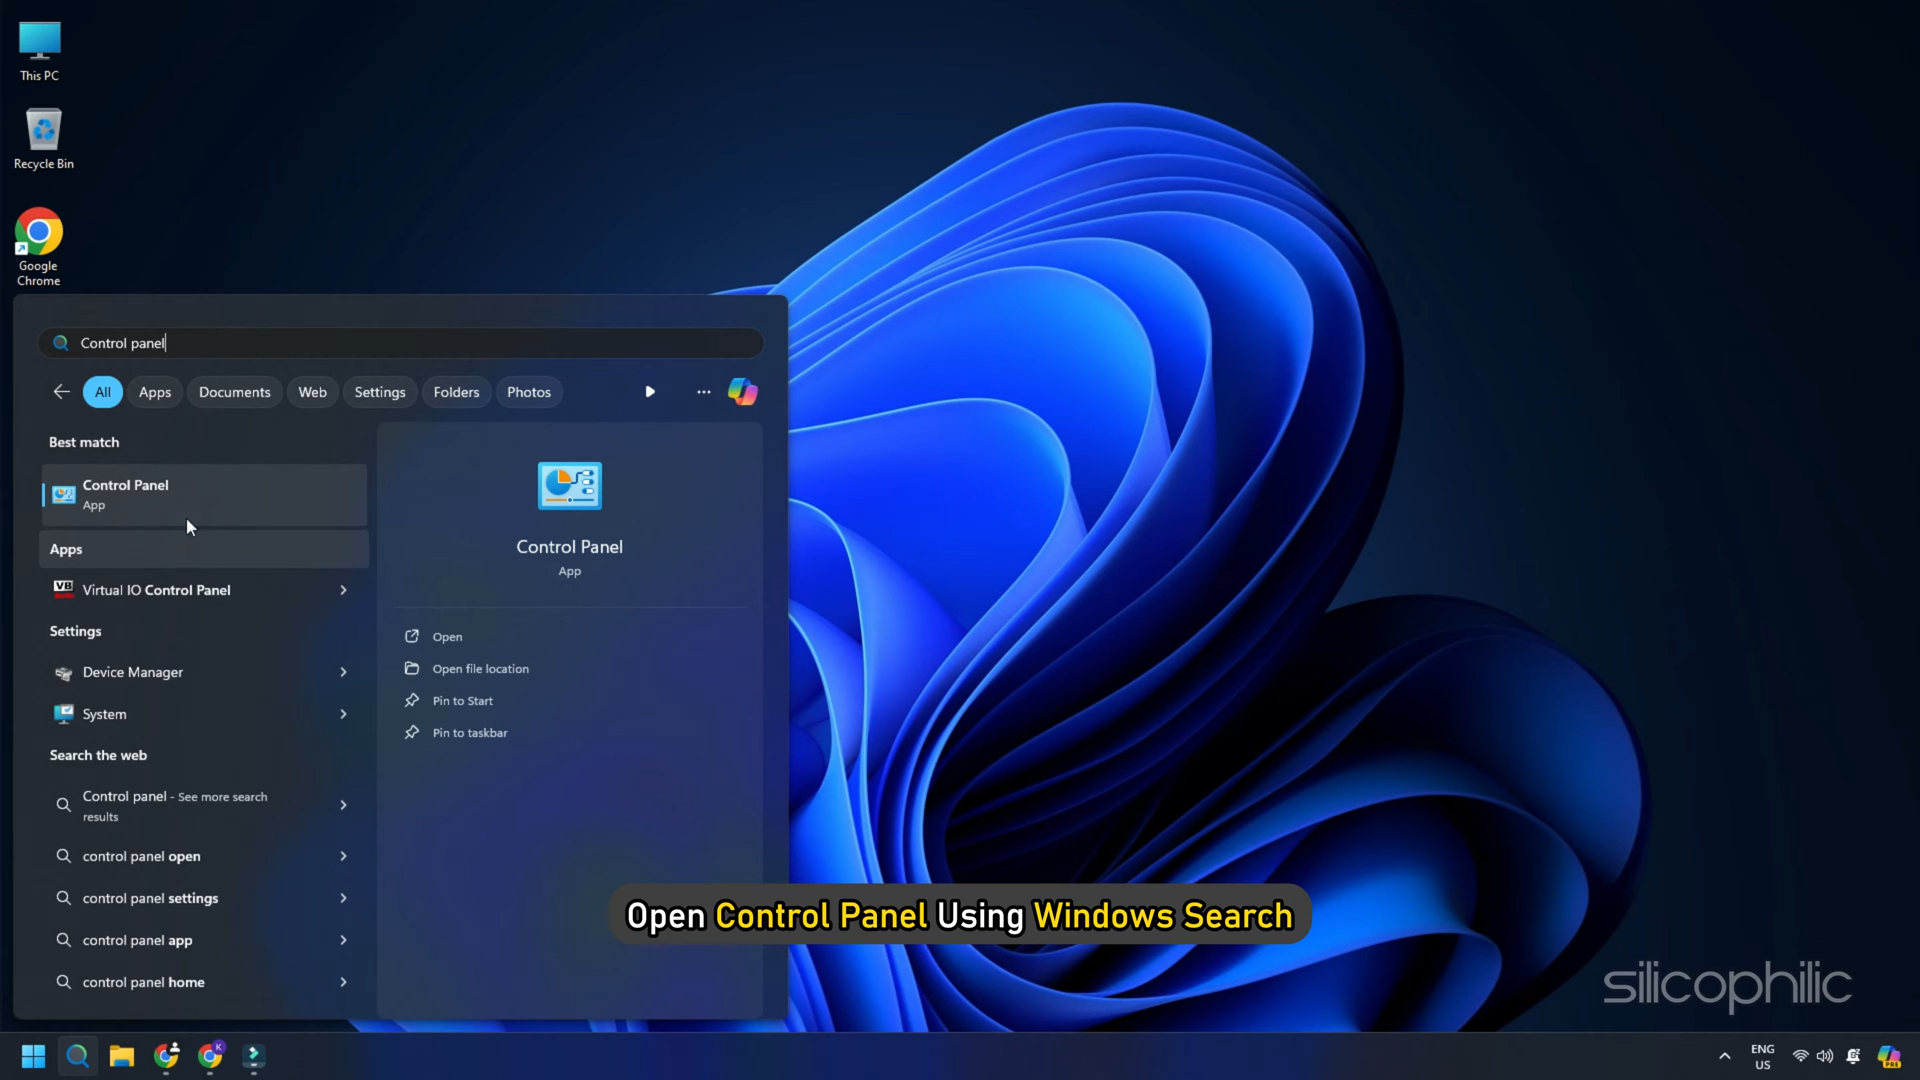 This PC
Recycle Bin
Google
Chrome
Control panel
All
Apps
Documents
Web
Settings
Folders
Photos
Best match
Control Panel
App
Apps
Virtual IO Control Panel
Settings
Device Manager
System
Search the web
Control panel - See more search
results
control panel open
control panel settings
control panel app
control panel home
Control Panel
App
Open
Open file location
Pin to Start
Pin to taskbar
Open Control Panel Using Windows Search
silicophilic
K
ENG
US
PRE
VB